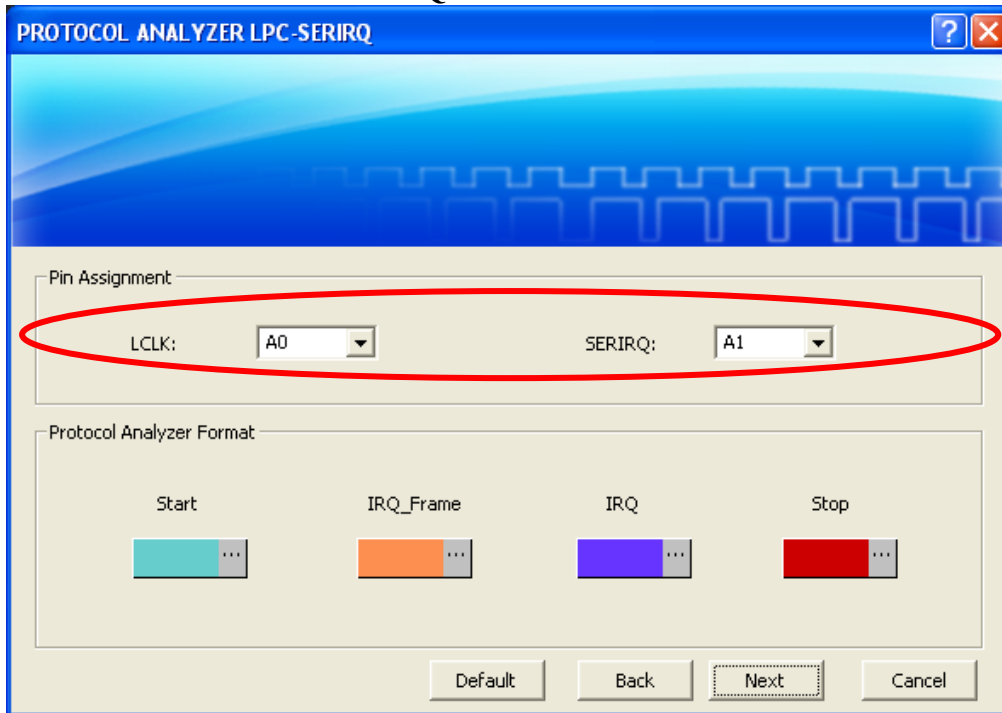 PROTOCOL ANALYZER LPC-SERIRQ
Pin Assignment
LCLK: A0 SERIRQ: A1
Protocol Analyzer Format
Start IRQ_Frame IRQ Stop
... ... ... ...
Default Back Next Cancel